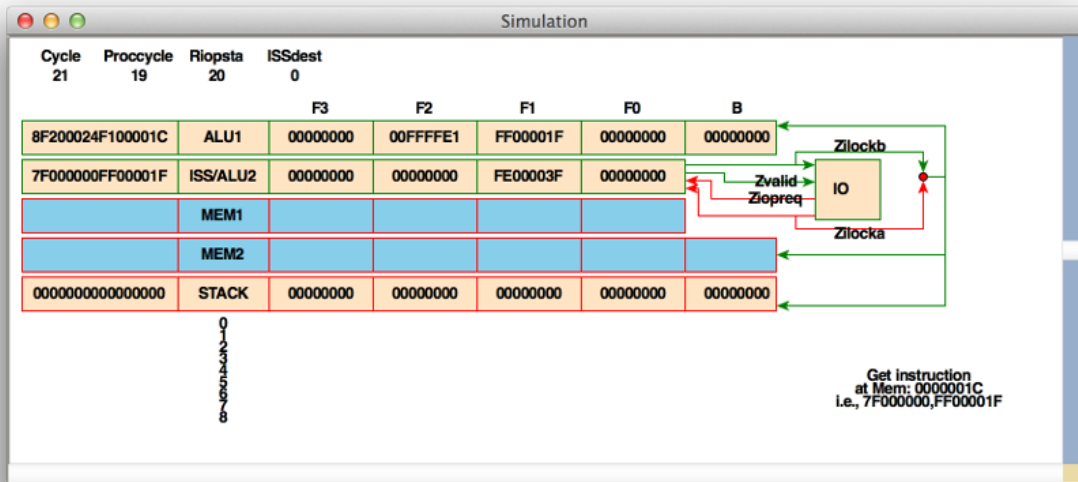 Simulation
Cycle Proccycle Riopsta ISSdest
21 19 20 0
F3 F2 F1 F0 B
8F200024F100001C ALU1 00000000 00FFFFE1 FF00001F 00000000 00000000
Zilockb
7F000000FF00001F ISS/ALU2 00000000 00000000 FE00003F 00000000
Zvalid
IO
Ziopreq
MEM1
Zilocka
MEM2
0000000000000000 STACK 00000000 00000000 00000000 00000000 00000000
0
1
2
3
4
5
6
7
8
Get instruction
at Mem: 0000001C
i.e., 7F000000,FF00001F